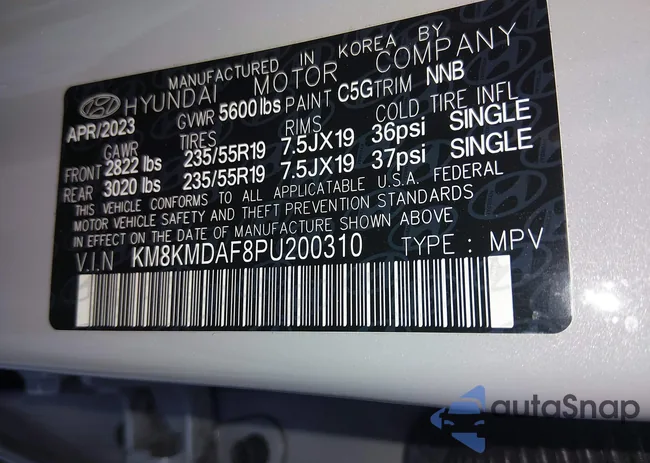 MANUFACTURED IN KOREA BY
HYUNDAI MOTOR COMPANY
APR/2023 GVWR 5600lbs PAINT C5G TRIM NNB
GAWR TIRES RIMS COLD TIRE INFL
FRONT 2822 lbs 235/55R19 7.5JX19 36psi SINGLE
REAR 3020 lbs 235/55R19 7.5JX19 37psi SINGLE
THIS VEHICLE CONFORMS TO ALL APPLICATABLE U.S.A. FEDERAL
MOTOR VEHICLE SAFETY AND THEFT PREVENTION STANDARDS
IN EFFECT ON THE DATE OF MANUFACTURE SHOWN ABOVE
V.I.N KM8KMDAF8PU200310 TYPE : MPV
autoSnap